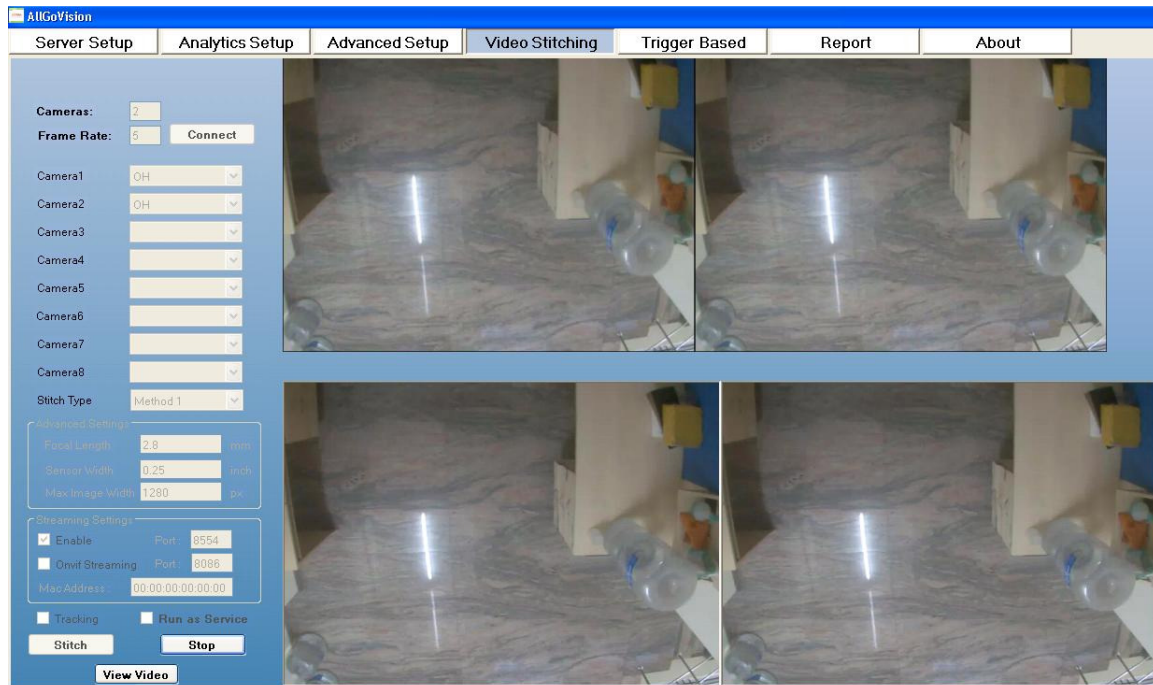 AllGoVision
Server Setup Analytics Setup Advanced Setup Video Stitching Trigger Based Report About
Cameras: 2
Frame Rate: 5 Connect
Camera1 OH
Camera2 OH
Camera3
Camera4
Camera5
Camera6
Camera7
Camera8
Stitch Type Method 1
Advanced Settings
Focal Length 2.8 mm
Sensor Width 0.25 inch
Max Image Width 1280 px
Streaming Settings
Enable Port : 8554
Onvif Streaming Port : 8086
Mac Address : 00:00:00:00:00:00
Tracking Run as Service
Stitch Stop
View Video